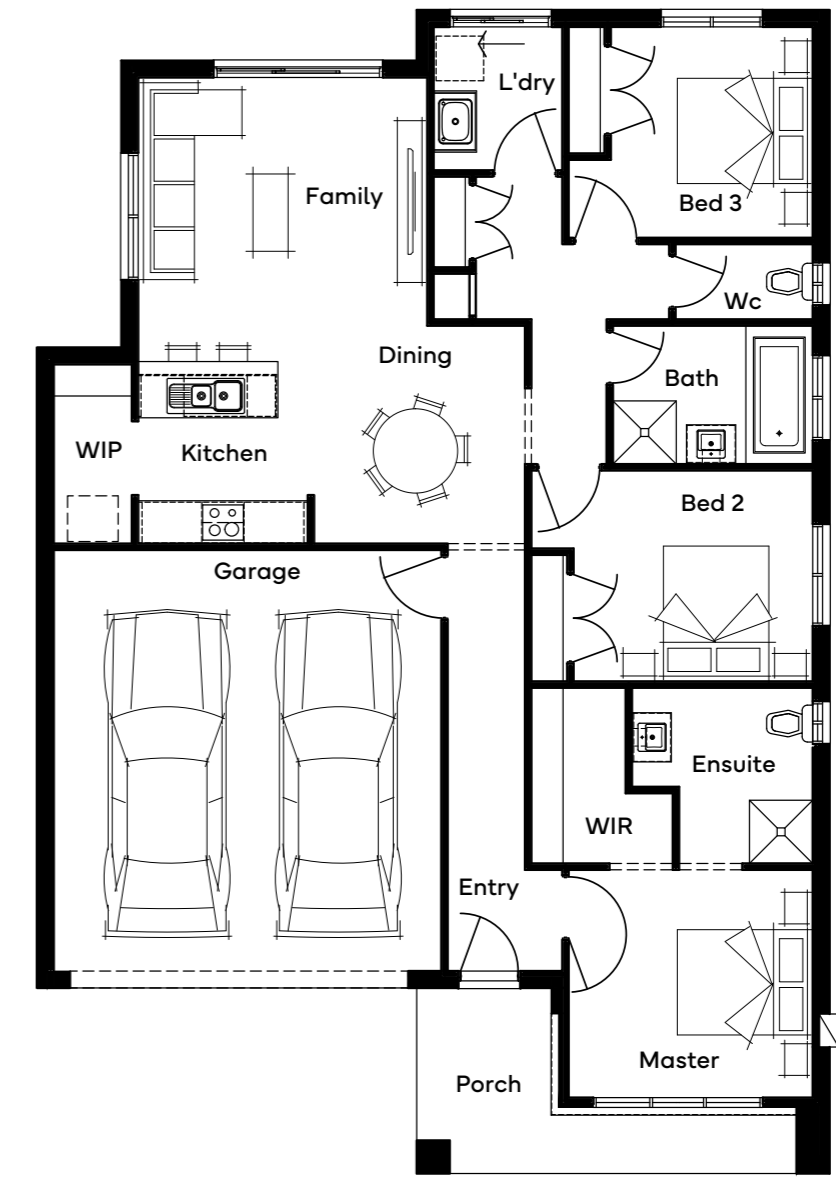 L'dry
Family
Bed 3
Wc
Dining
Bath
WIP
Kitchen
Bed 2
Garage
Ensuite
WIR
Entry
Master
Porch